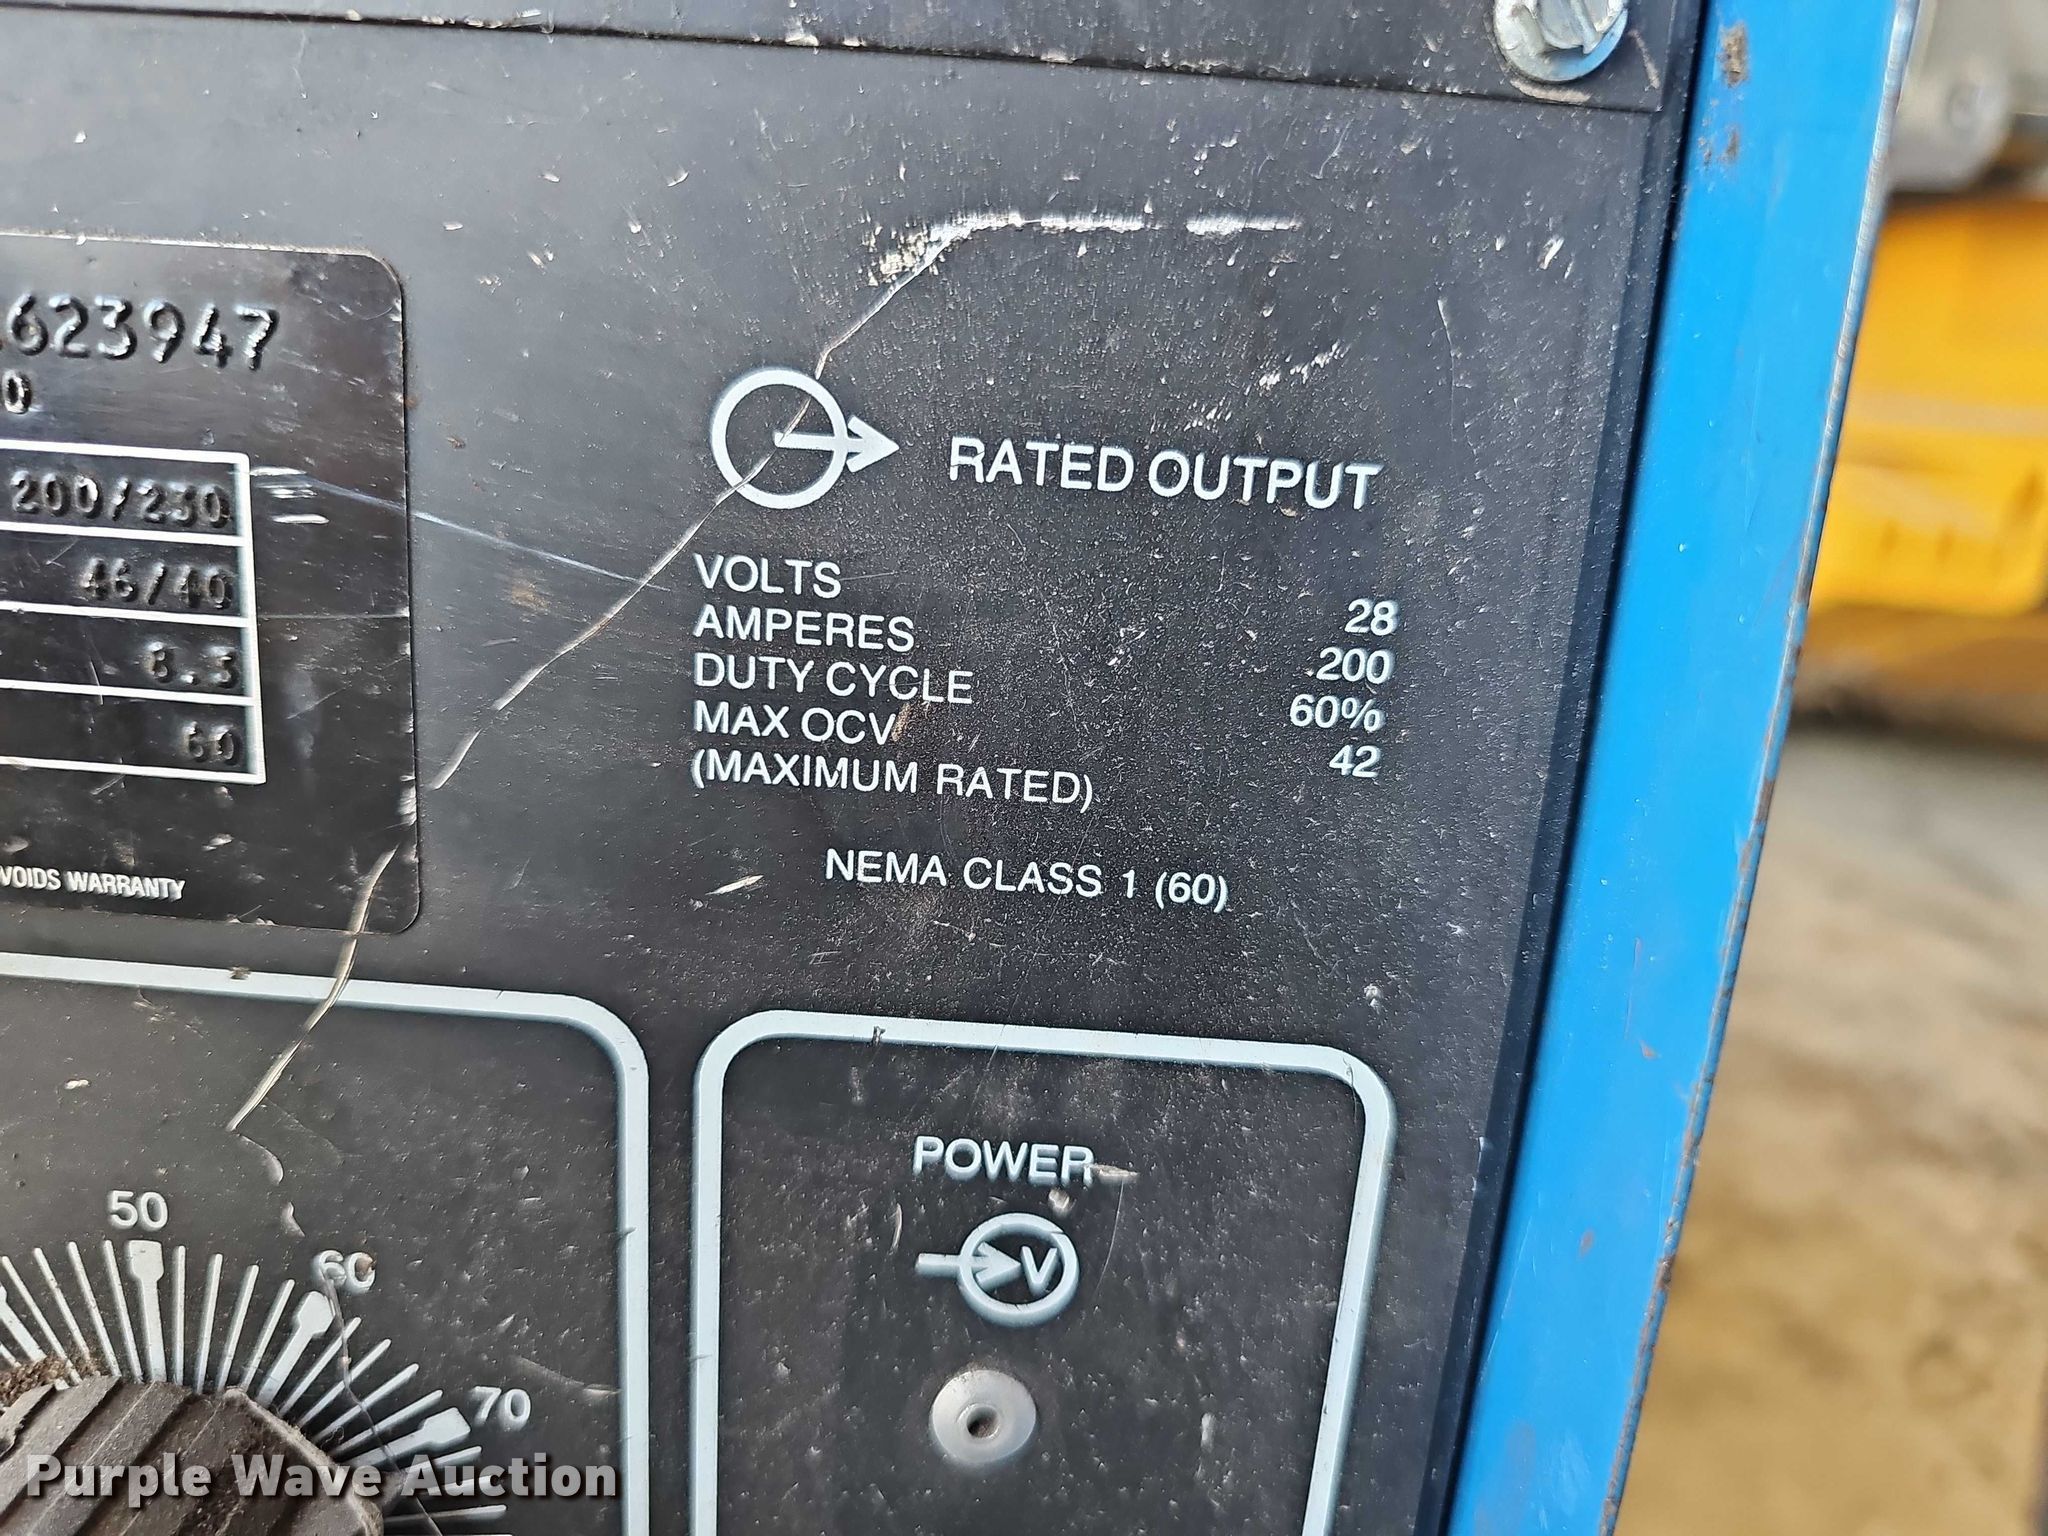 623947
0
200/230
46/40
8.3
60
VOIDS WARRANTY
RATED OUTPUT
VOLTS 28
AMPERES 200
DUTY CYCLE 60%
MAX OCV 42
(MAXIMUM RATED)
NEMA CLASS 1 (60)
POWER
V
50
60
70
Purple Wave Auction